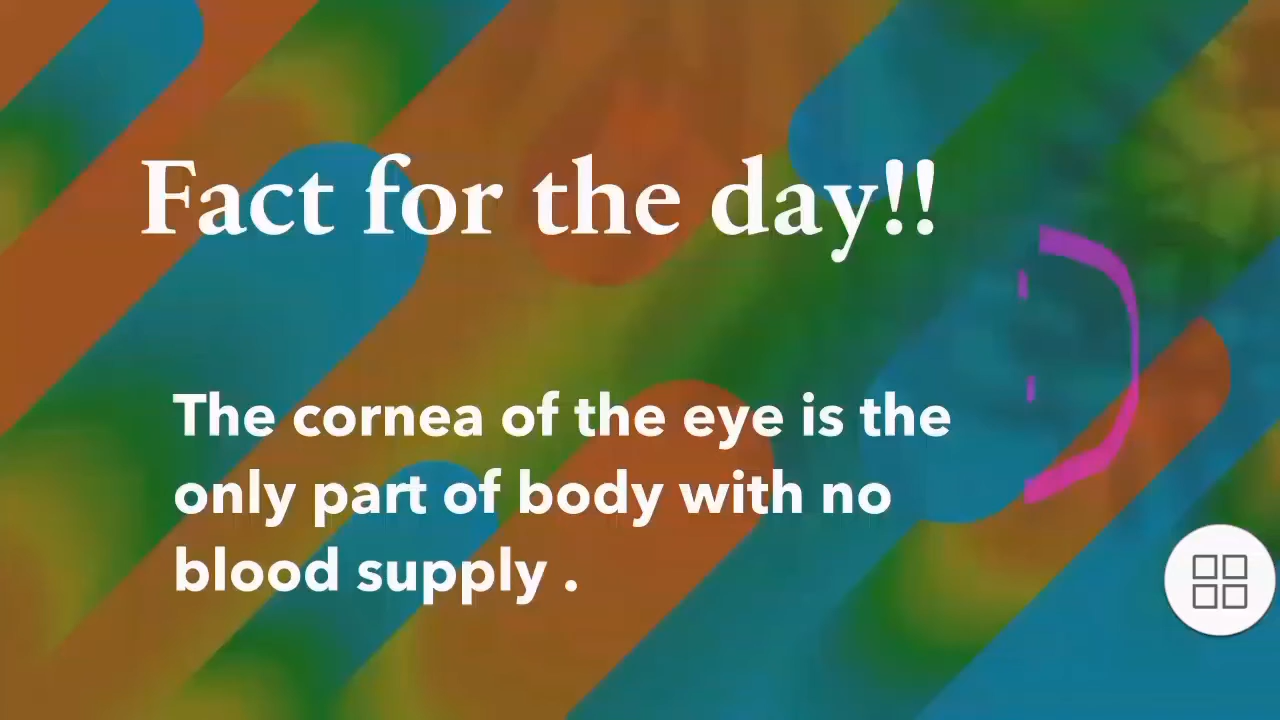 Fact for the day!!
The cornea of the eye is the
only part of body with no
blood supply .